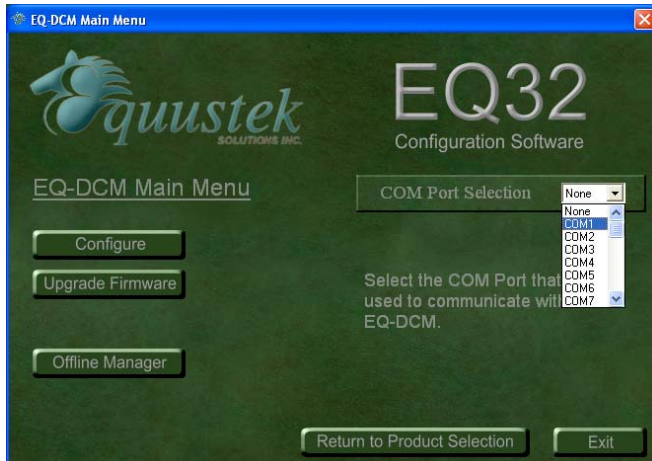 EQ-DCM Main Menu
Equustek
SOLUTIONS INC.
EQ32
Configuration Software
EQ-DCM Main Menu
COM Port Selection
None
None
COM1
COM2
COM3
COM4
COM5
COM6
COM7
Configure
Upgrade Firmware
Select the COM Port that
used to communicate wit
EQ-DCM.
Offline Manager
Return to Product Selection
Exit